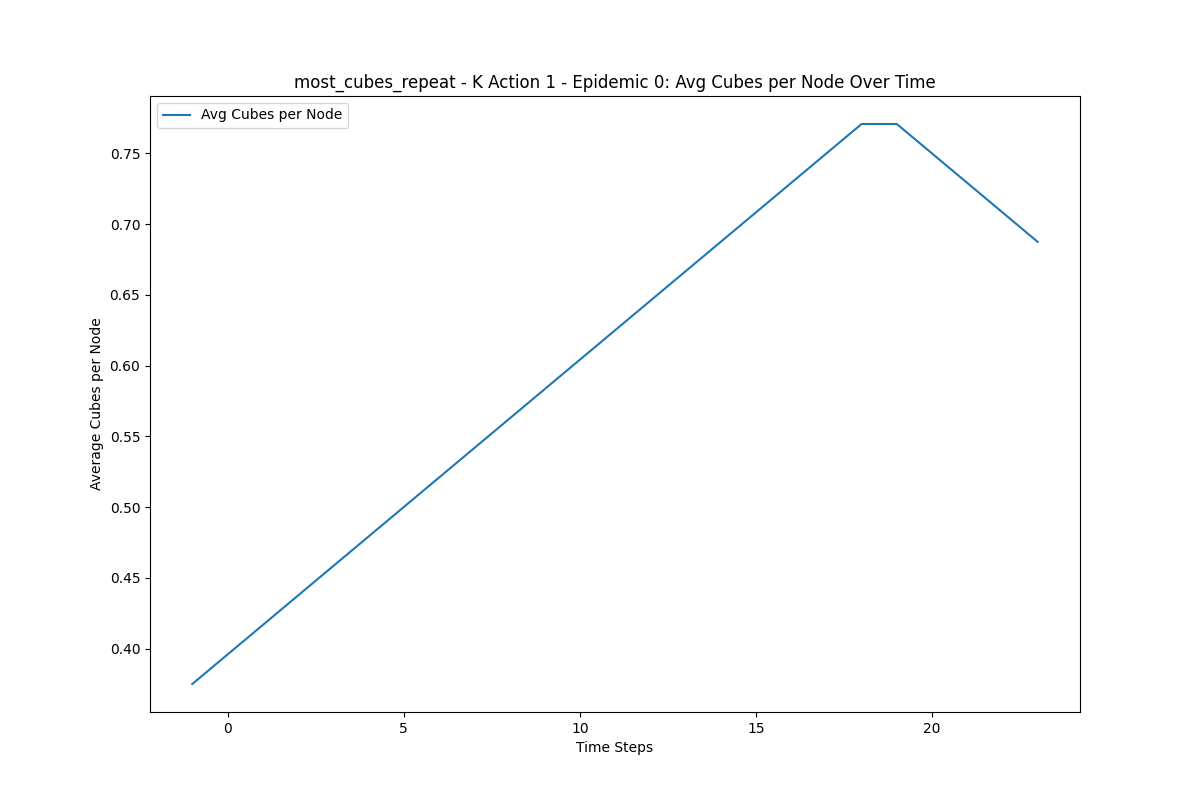 most_cubes_repeat - K Action 1 - Epidemic 0: Avg Cubes per Node Over Time
Avg Cubes per Node
0.75
0.70
0.65
0.60
0.55
0.50
0.45
0.40
Average Cubes per Node
0 5 10 15 20
Time Steps